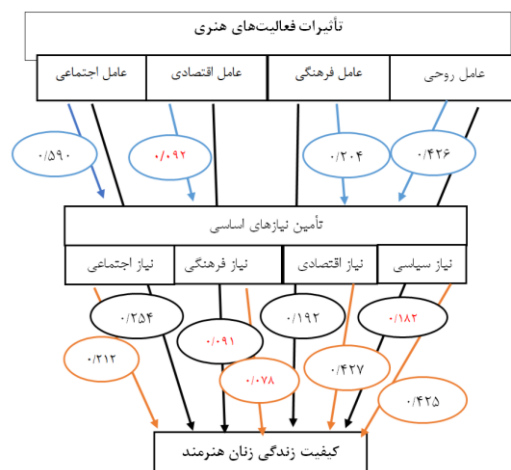 تأثیرات فعالیت‌های هنری
عامل روحی عامل فرهنگی عامل اقتصادی عامل اجتماعی
۰/۴۲۶ ۰/۲۰۴ ۰/۰۹۲ ۰/۵۹۰
تأمین نیازهای اساسی
نیاز سیاسی نیاز اقتصادی نیاز فرهنگی نیاز اجتماعی
۰/۱۸۲ ۰/۱۹۲ ۰/۰۹۱ ۰/۲۵۴
۰/۴۲۵ ۰/۴۲۷ ۰/۰۷۸ ۰/۲۱۲
کیفیت زندگی زنان هنرمند